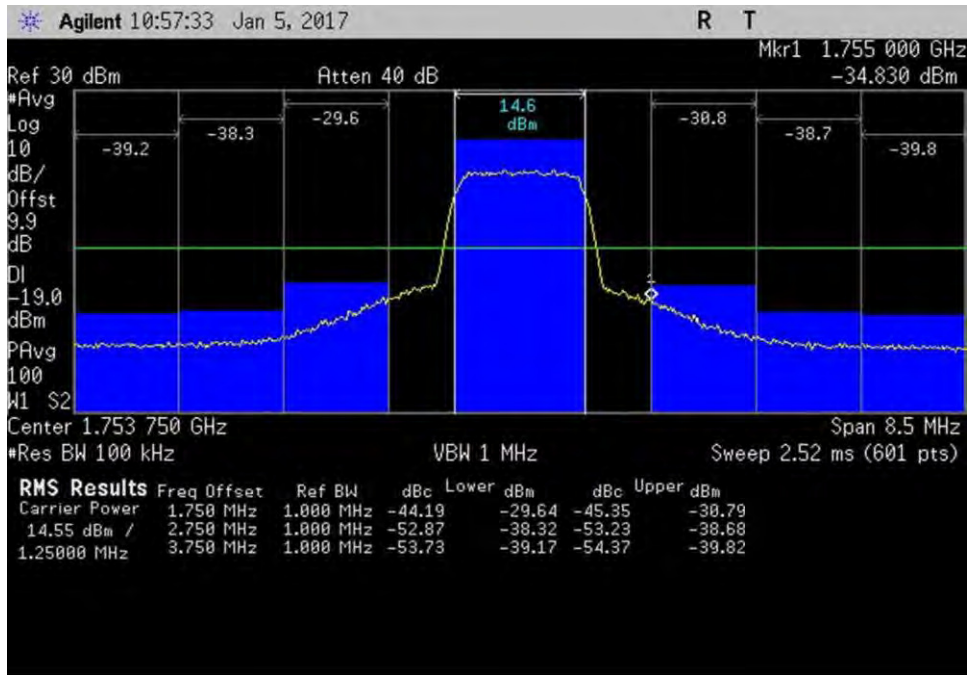 Agilent 10:57:33 Jan 5, 2017 R T
Mkr1 1.755 000 GHz
Ref 30 dBm Atten 40 dB -34.830 dBm
#Avg
Log
10
dB/
Offst
9.9
dB
DI
-19.0
dBm
PAvg
100
W1 S2
-39.2 -38.3 -29.6 14.6 dBm -30.8 -38.7 -39.8
1
Center 1.753 750 GHz Span 8.5 MHz
#Res BW 100 kHz VBW 1 MHz Sweep 2.52 ms (601 pts)
RMS Results Freq Offset Ref BW dBc Lower dBm dBc Upper dBm
Carrier Power 1.750 MHz 1.000 MHz -44.19 -29.64 -45.35 -30.79
14.55 dBm / 2.750 MHz 1.000 MHz -52.87 -38.32 -53.23 -38.68
1.25000 MHz 3.750 MHz 1.000 MHz -53.73 -39.17 -54.37 -39.82